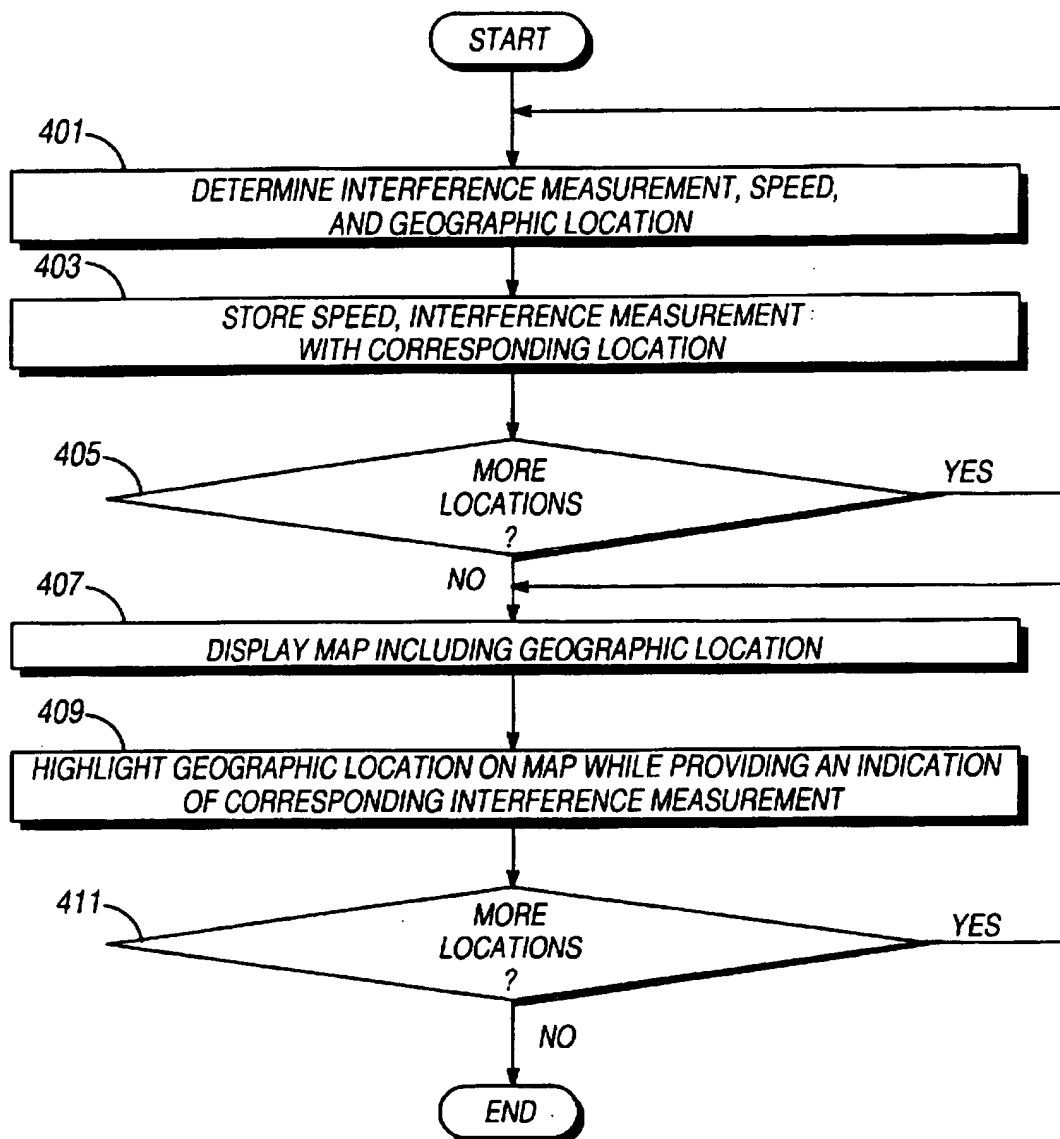 START
401
DETERMINE INTERFERENCE MEASUREMENT, SPEED,
AND GEOGRAPHIC LOCATION
403
STORE SPEED, INTERFERENCE MEASUREMENT
WITH CORRESPONDING LOCATION
405
MORE
LOCATIONS
?
YES
NO
407
DISPLAY MAP INCLUDING GEOGRAPHIC LOCATION
409
HIGHLIGHT GEOGRAPHIC LOCATION ON MAP WHILE PROVIDING AN INDICATION
OF CORRESPONDING INTERFERENCE MEASUREMENT
411
MORE
LOCATIONS
?
YES
NO
END